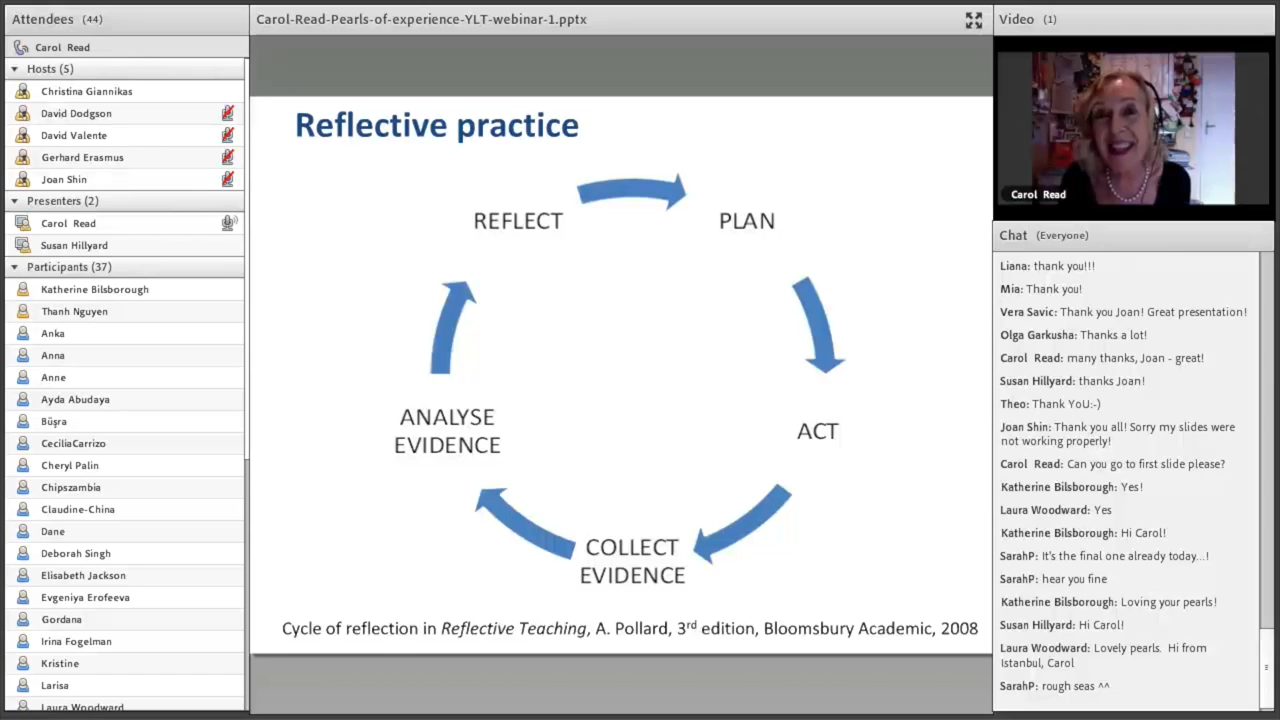 Attendees (44)
Carol Read
Hosts (5)
Christina Giannikas
David Dodgson
David Valente
Gerhard Erasmus
Joan Shin
Presenters (2)
Carol Read
Susan Hillyard
Participants (37)
Katherine Bilsborough
Thanh Nguyen
Anka
Anna
Anne
Ayda Abudaya
Büşra
CeciliaCarrizo
Cheryl Palin
Chipszambia
Claudine-China
Dane
Deborah Singh
Elisabeth Jackson
Evgeniya Erofeeva
Gordana
Irina Fogelman
Kristine
Larisa
Laura Woodward
Carol-Read-Pearls-of-experience-YLT-webinar-1.pptx
Reflective practice
REFLECT
PLAN
ACT
COLLECT
EVIDENCE
ANALYSE
EVIDENCE
Cycle of reflection in Reflective Teaching, A. Pollard, 3rd edition, Bloomsbury Academic, 2008
Video (1)
Carol Read
Chat (Everyone)
Liana: thank you!!!
Mia: Thank you!
Vera Savic: Thank you Joan! Great presentation!
Olga Garkusha: Thanks a lot!
Carol Read: many thanks, Joan - great!
Susan Hillyard: thanks Joan!
Theo: Thank YoU:-)
Joan Shin: Thank you all! Sorry my slides were
not working properly!
Carol Read: Can you go to first slide please?
Katherine Bilsborough: Yes!
Laura Woodward: Yes
Katherine Bilsborough: Hi Carol!
SarahP: It's the final one already today...!
SarahP: hear you fine
Katherine Bilsborough: Loving your pearls!
Susan Hillyard: Hi Carol!
Laura Woodward: Lovely pearls. Hi from
Istanbul, Carol
SarahP: rough seas ^^